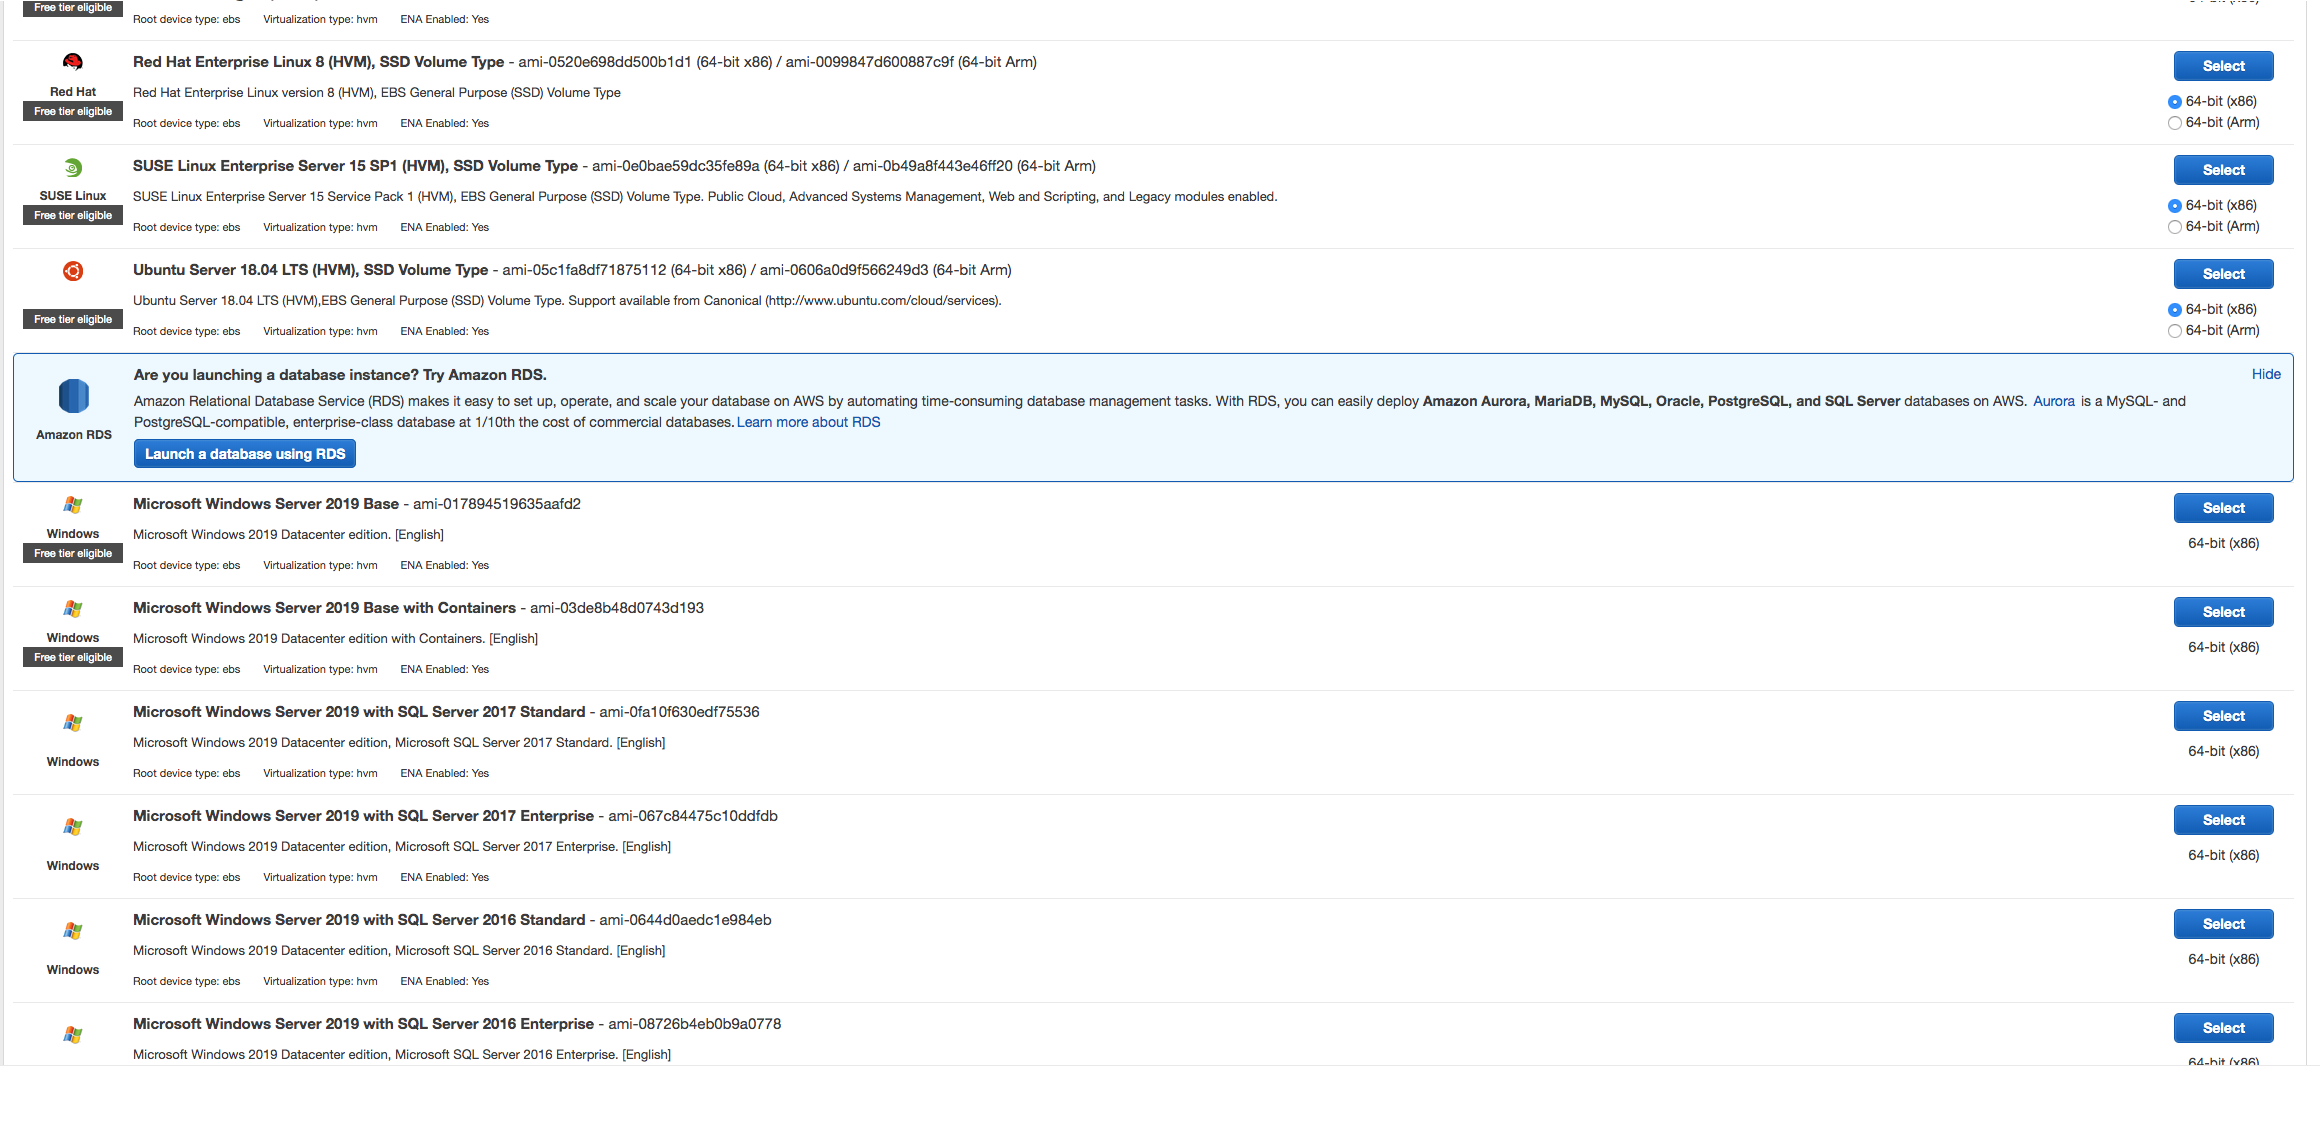 Free tier eligible
Root device type: ebs Virtualization type: hvm ENA Enabled: Yes
Red Hat
Free tier eligible
Red Hat Enterprise Linux 8 (HVM), SSD Volume Type - ami-0520e698dd500b1d1 (64-bit x86) / ami-0099847d600887c9f (64-bit Arm)
Red Hat Enterprise Linux version 8 (HVM), EBS General Purpose (SSD) Volume Type
Root device type: ebs Virtualization type: hvm ENA Enabled: Yes
Select
64-bit (x86)
64-bit (Arm)
SUSE Linux
Free tier eligible
SUSE Linux Enterprise Server 15 SP1 (HVM), SSD Volume Type - ami-0e0bae59dc35fe89a (64-bit x86) / ami-0b49a8f443e46ff20 (64-bit Arm)
SUSE Linux Enterprise Server 15 Service Pack 1 (HVM), EBS General Purpose (SSD) Volume Type. Public Cloud, Advanced Systems Management, Web and Scripting, and Legacy modules enabled.
Root device type: ebs Virtualization type: hvm ENA Enabled: Yes
Select
64-bit (x86)
64-bit (Arm)
Free tier eligible
Ubuntu Server 18.04 LTS (HVM), SSD Volume Type - ami-05c1fa8df71875112 (64-bit x86) / ami-0606a0d9f566249d3 (64-bit Arm)
Ubuntu Server 18.04 LTS (HVM),EBS General Purpose (SSD) Volume Type. Support available from Canonical (http://www.ubuntu.com/cloud/services).
Root device type: ebs Virtualization type: hvm ENA Enabled: Yes
Select
64-bit (x86)
64-bit (Arm)
Amazon RDS
Are you launching a database instance? Try Amazon RDS.
Hide
Amazon Relational Database Service (RDS) makes it easy to set up, operate, and scale your database on AWS by automating time-consuming database management tasks. With RDS, you can easily deploy Amazon Aurora, MariaDB, MySQL, Oracle, PostgreSQL, and SQL Server databases on AWS. Aurora is a MySQL- and
PostgreSQL-compatible, enterprise-class database at 1/10th the cost of commercial databases. Learn more about RDS
Launch a database using RDS
Windows
Free tier eligible
Microsoft Windows Server 2019 Base - ami-017894519635aafd2
Microsoft Windows 2019 Datacenter edition. [English]
Root device type: ebs Virtualization type: hvm ENA Enabled: Yes
Select
64-bit (x86)
Windows
Free tier eligible
Microsoft Windows Server 2019 Base with Containers - ami-03de8b48d0743d193
Microsoft Windows 2019 Datacenter edition with Containers. [English]
Root device type: ebs Virtualization type: hvm ENA Enabled: Yes
Select
64-bit (x86)
Windows
Microsoft Windows Server 2019 with SQL Server 2017 Standard - ami-0fa10f630edf75536
Microsoft Windows 2019 Datacenter edition, Microsoft SQL Server 2017 Standard. [English]
Root device type: ebs Virtualization type: hvm ENA Enabled: Yes
Select
64-bit (x86)
Windows
Microsoft Windows Server 2019 with SQL Server 2017 Enterprise - ami-067c84475c10ddfdb
Microsoft Windows 2019 Datacenter edition, Microsoft SQL Server 2017 Enterprise. [English]
Root device type: ebs Virtualization type: hvm ENA Enabled: Yes
Select
64-bit (x86)
Windows
Microsoft Windows Server 2019 with SQL Server 2016 Standard - ami-0644d0aedc1e984eb
Microsoft Windows 2019 Datacenter edition, Microsoft SQL Server 2016 Standard. [English]
Root device type: ebs Virtualization type: hvm ENA Enabled: Yes
Select
64-bit (x86)
Microsoft Windows Server 2019 with SQL Server 2016 Enterprise - ami-08726b4eb0b9a0778
Microsoft Windows 2019 Datacenter edition, Microsoft SQL Server 2016 Enterprise. [English]
Select
64-bit (x86)